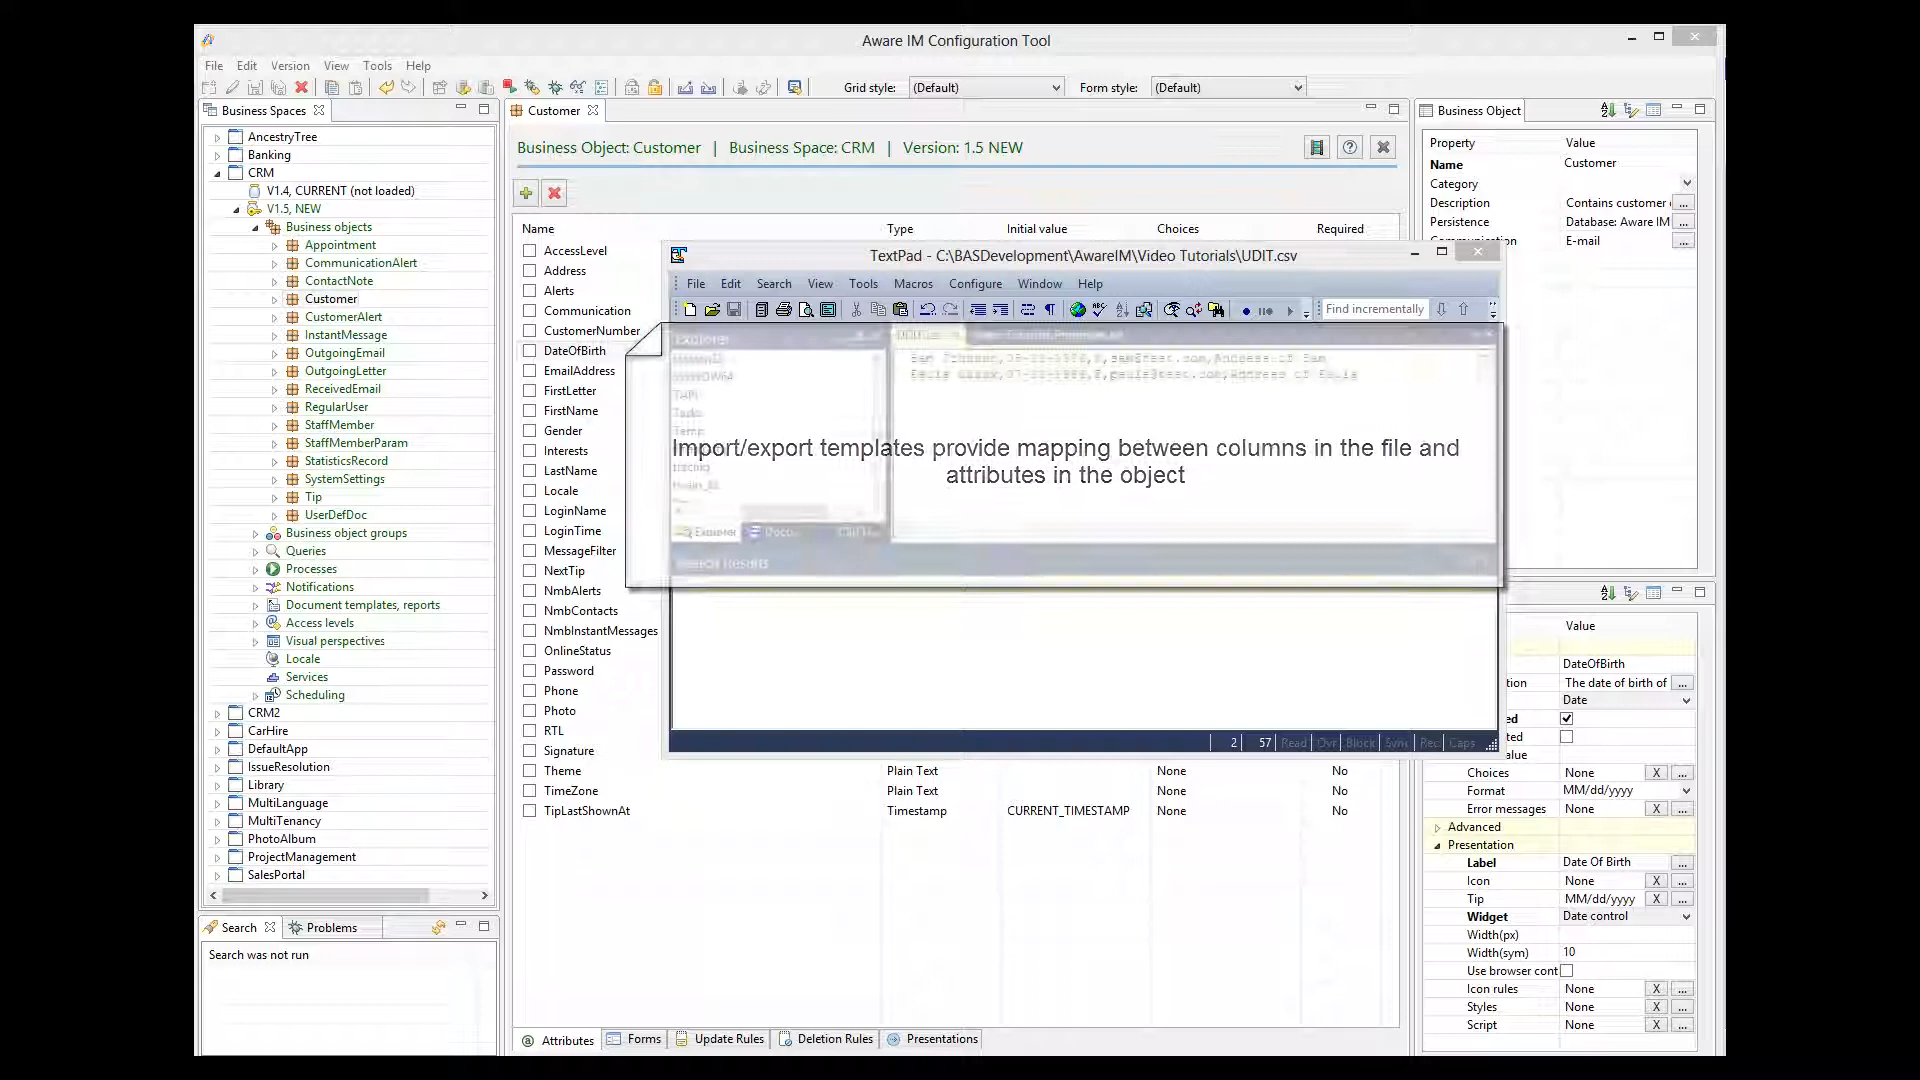 Aware IM Configuration Tool
File Edit Version View Tools Help
Grid style: (Default) Form style: (Default)
Business Spaces
AncestryTree
Banking
CRM
V1.4, CURRENT (not loaded)
V1.5, NEW
Business objects
Appointment
CommunicationAlert
ContactNote
Customer
CustomerAlert
InstantMessage
OutgoingEmail
OutgoingLetter
ReceivedEmail
RegularUser
StaffMember
StaffMemberParam
StatisticsRecord
SystemSettings
Tip
UserDefDoc
Business object groups
Queries
Processes
Notifications
Document templates, reports
Access levels
Visual perspectives
Locale
Services
Scheduling
CRM2
CarHire
DefaultApp
IssueResolution
Library
MultiLanguage
MultiTenancy
PhotoAlbum
ProjectManagement
SalesPortal
Search Problems
Search was not run
Customer
Business Object: Customer | Business Space: CRM | Version: 1.5 NEW
Name Type Initial value Choices Required
AccessLevel
Address
Alerts
Communication
CustomerNumber
DateOfBirth
EmailAddress
FirstLetter
FirstName
Gender
Interests
LastName
Locale
LoginName
LoginTime
MessageFilter
NextTip
NmbAlerts
NmbContacts
NmbInstantMessages
OnlineStatus
Password
Phone
Photo
RTL
Signature
Theme Plain Text None No
TimeZone Plain Text None No
TipLastShownAt Timestamp CURRENT_TIMESTAMP None No
Attributes Forms Update Rules Deletion Rules Presentations
TextPad - C:\BASDevelopment\AwareIM\Video Tutorials\UDIT.csv
File Edit Search View Tools Macros Configure Window Help
Find incrementally
Import/export templates provide mapping between columns in the file and
attributes in the object
Search Results
2 57 Read Ovr Block Sync Rec Caps
Business Object
Property Value
Name Customer
Category
Description Contains customer
Persistence Database: Aware IM
E-mail
Value
DateOfBirth
The date of birth of
Date
Choices None X ...
Format MM/dd/yyyy
Error messages None X ...
Advanced
Presentation
Label Date Of Birth ...
Icon None X ...
Tip MM/dd/yyyy X ...
Widget Date control
Width(px)
Width(sym) 10
Use browser cont
Icon rules None X ...
Styles None X ...
Script None X ...